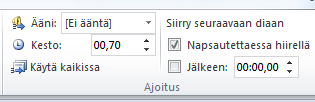 Ääni: [Ei ääntä]
Kesto: 00,70
Käytä kaikissa
Siirry seuraavaan diaan
Napsautettaessa hiirellä
Jälkeen: 00:00,00
Ajoitus